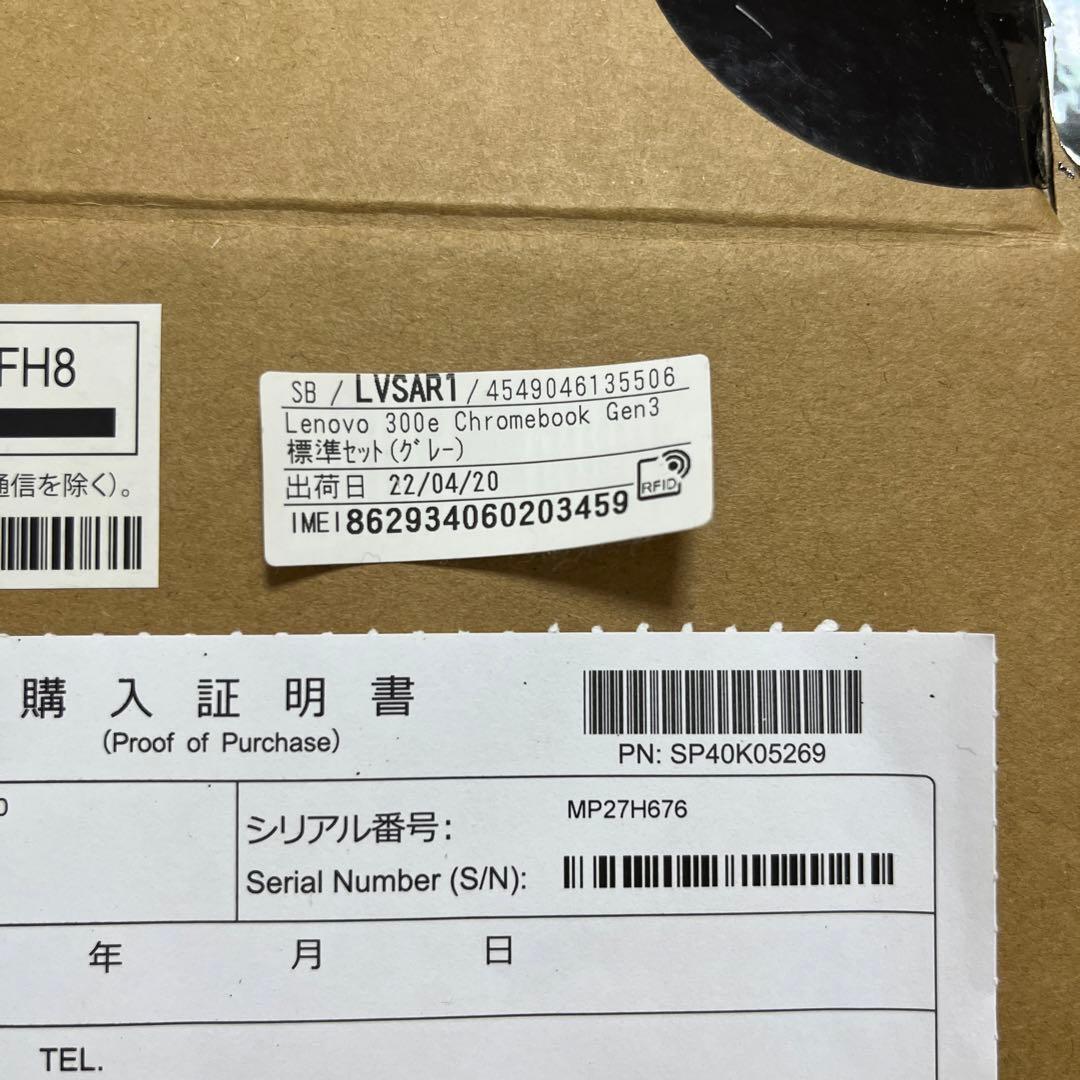 FH8
通信を除く)。
SB / LVSAR1 / 4549046135506
Lenovo 300e Chromebook Gen3
標準ｾｯﾄ(ｸﾞﾚｰ)
出荷日 22/04/20
RFID
IMEI862934060203459
購入証明書
(Proof of Purchase)
PN: SP40K05269
シリアル番号:
Serial Number (S/N):
MP27H676
年 月 日
TEL.